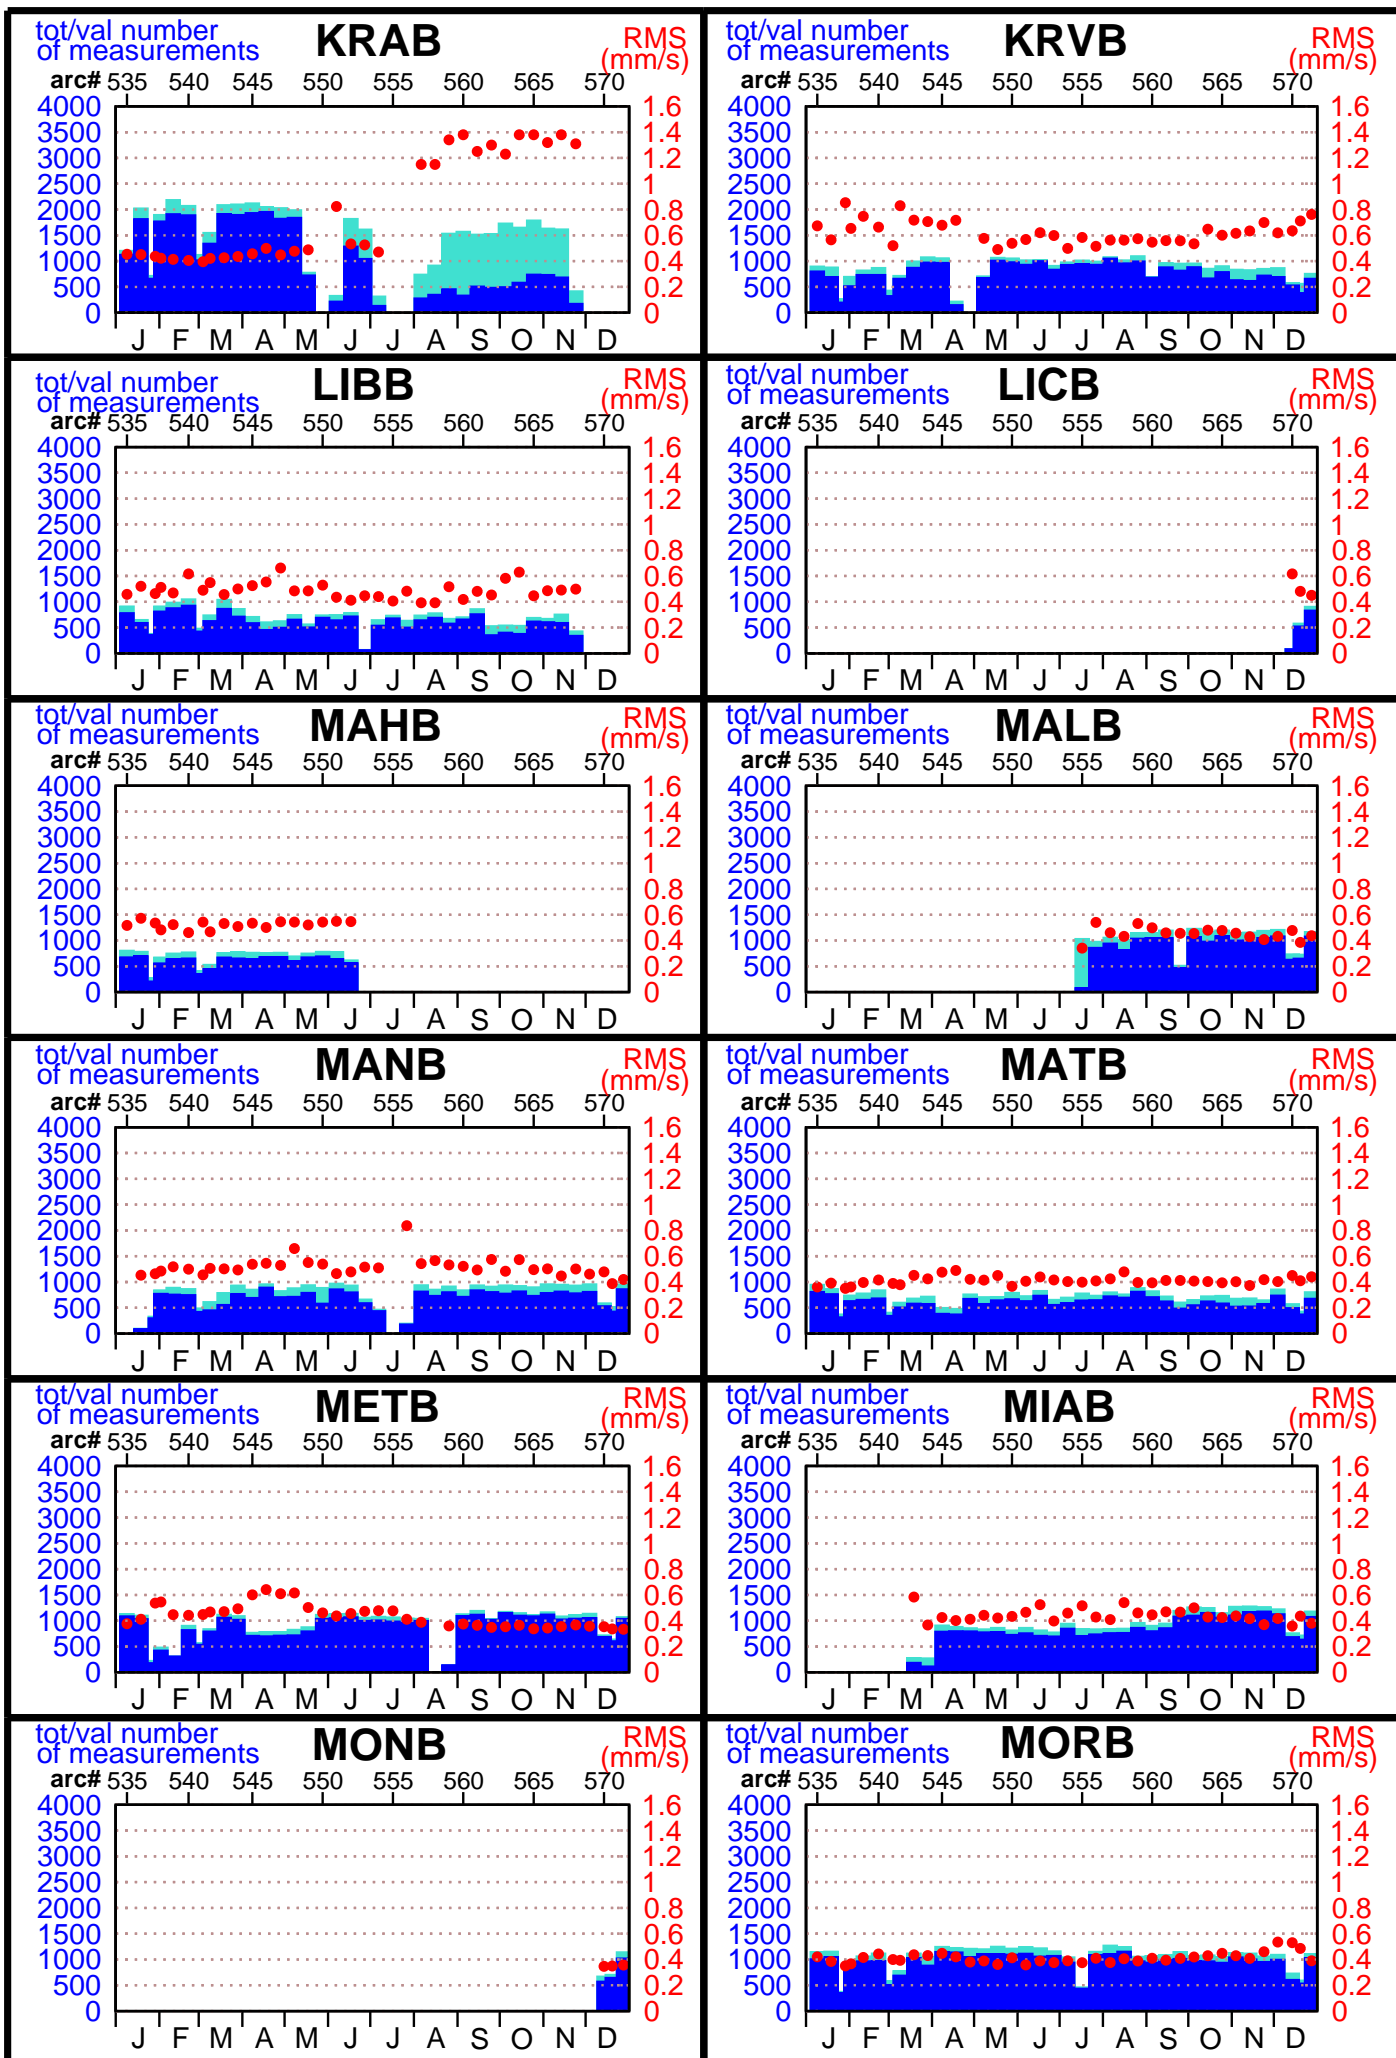 tot/val number KRAB RMS
of measurements (mm/s)
arc# 535 540 545 550 555 560 565 570
4000 1.6
3500 1.4
3000 1.2
2500 1
2000 0.8
1500 0.6
1000 0.4
500 0.2
0 0
J F M A M J J A S O N D
tot/val number KRVB RMS
of measurements (mm/s)
arc# 535 540 545 550 555 560 565 570
4000 1.6
3500 1.4
3000 1.2
2500 1
2000 0.8
1500 0.6
1000 0.4
500 0.2
0 0
J F M A M J J A S O N D
tot/val number LIBB RMS
of measurements (mm/s)
arc# 535 540 545 550 555 560 565 570
4000 1.6
3500 1.4
3000 1.2
2500 1
2000 0.8
1500 0.6
1000 0.4
500 0.2
0 0
J F M A M J J A S O N D
tot/val number LICB RMS
of measurements (mm/s)
arc# 535 540 545 550 555 560 565 570
4000 1.6
3500 1.4
3000 1.2
2500 1
2000 0.8
1500 0.6
1000 0.4
500 0.2
0 0
J F M A M J J A S O N D
tot/val number MAHB RMS
of measurements (mm/s)
arc# 535 540 545 550 555 560 565 570
4000 1.6
3500 1.4
3000 1.2
2500 1
2000 0.8
1500 0.6
1000 0.4
500 0.2
0 0
J F M A M J J A S O N D
tot/val number MALB RMS
of measurements (mm/s)
arc# 535 540 545 550 555 560 565 570
4000 1.6
3500 1.4
3000 1.2
2500 1
2000 0.8
1500 0.6
1000 0.4
500 0.2
0 0
J F M A M J J A S O N D
tot/val number MANB RMS
of measurements (mm/s)
arc# 535 540 545 550 555 560 565 570
4000 1.6
3500 1.4
3000 1.2
2500 1
2000 0.8
1500 0.6
1000 0.4
500 0.2
0 0
J F M A M J J A S O N D
tot/val number MATB RMS
of measurements (mm/s)
arc# 535 540 545 550 555 560 565 570
4000 1.6
3500 1.4
3000 1.2
2500 1
2000 0.8
1500 0.6
1000 0.4
500 0.2
0 0
J F M A M J J A S O N D
tot/val number METB RMS
of measurements (mm/s)
arc# 535 540 545 550 555 560 565 570
4000 1.6
3500 1.4
3000 1.2
2500 1
2000 0.8
1500 0.6
1000 0.4
500 0.2
0 0
J F M A M J J A S O N D
tot/val number MIAB RMS
of measurements (mm/s)
arc# 535 540 545 550 555 560 565 570
4000 1.6
3500 1.4
3000 1.2
2500 1
2000 0.8
1500 0.6
1000 0.4
500 0.2
0 0
J F M A M J J A S O N D
tot/val number MONB RMS
of measurements (mm/s)
arc# 535 540 545 550 555 560 565 570
4000 1.6
3500 1.4
3000 1.2
2500 1
2000 0.8
1500 0.6
1000 0.4
500 0.2
0 0
J F M A M J J A S O N D
tot/val number MORB RMS
of measurements (mm/s)
arc# 535 540 545 550 555 560 565 570
4000 1.6
3500 1.4
3000 1.2
2500 1
2000 0.8
1500 0.6
1000 0.4
500 0.2
0 0
J F M A M J J A S O N D